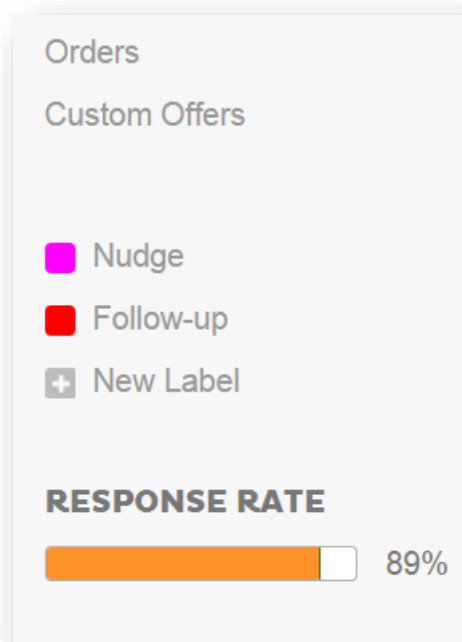 Orders
Custom Offers
Nudge
Follow-up
New Label
RESPONSE RATE
89%